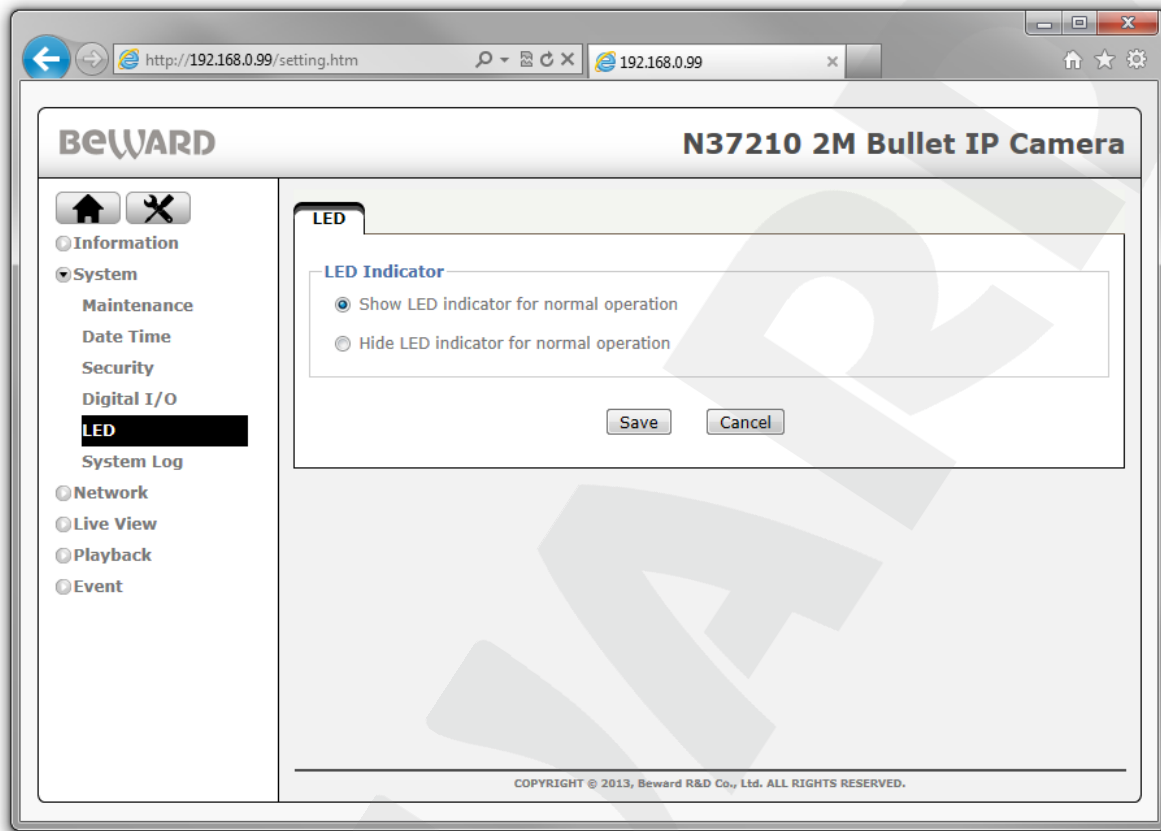 http://192.168.0.99/setting.htm
192.168.0.99
BEWARD
N37210 2M Bullet IP Camera
Information
System
Maintenance
Date Time
Security
Digital I/O
LED
System Log
Network
Live View
Playback
Event
LED
LED Indicator
Show LED indicator for normal operation
Hide LED indicator for normal operation
Save
Cancel
COPYRIGHT © 2013, Beward R&D Co., Ltd. ALL RIGHTS RESERVED.